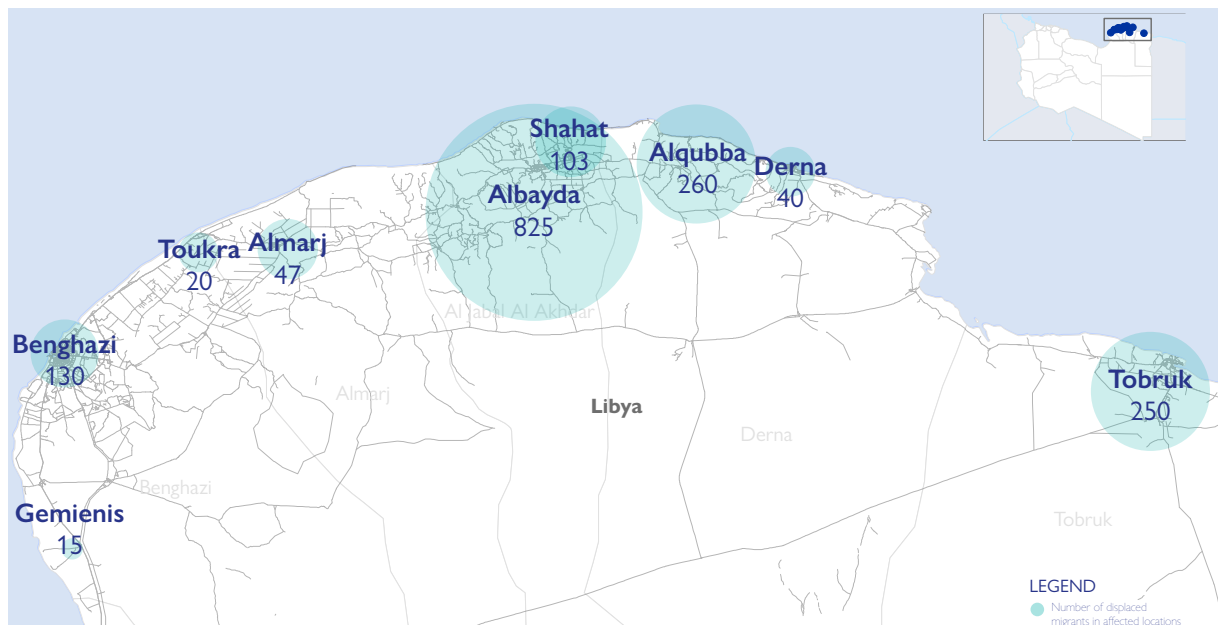 Shahat
103
Alqubba
260
Derna
40
Albayda
825
Toukra
20
Almarj
47
Al Jabal Al Akhdar
Benghazi
130
Tobruk
250
Almarj
Libya
Derna
Benghazi
Gemienis
15
Tobruk
LEGEND
Number of displaced
migrants in affected locations